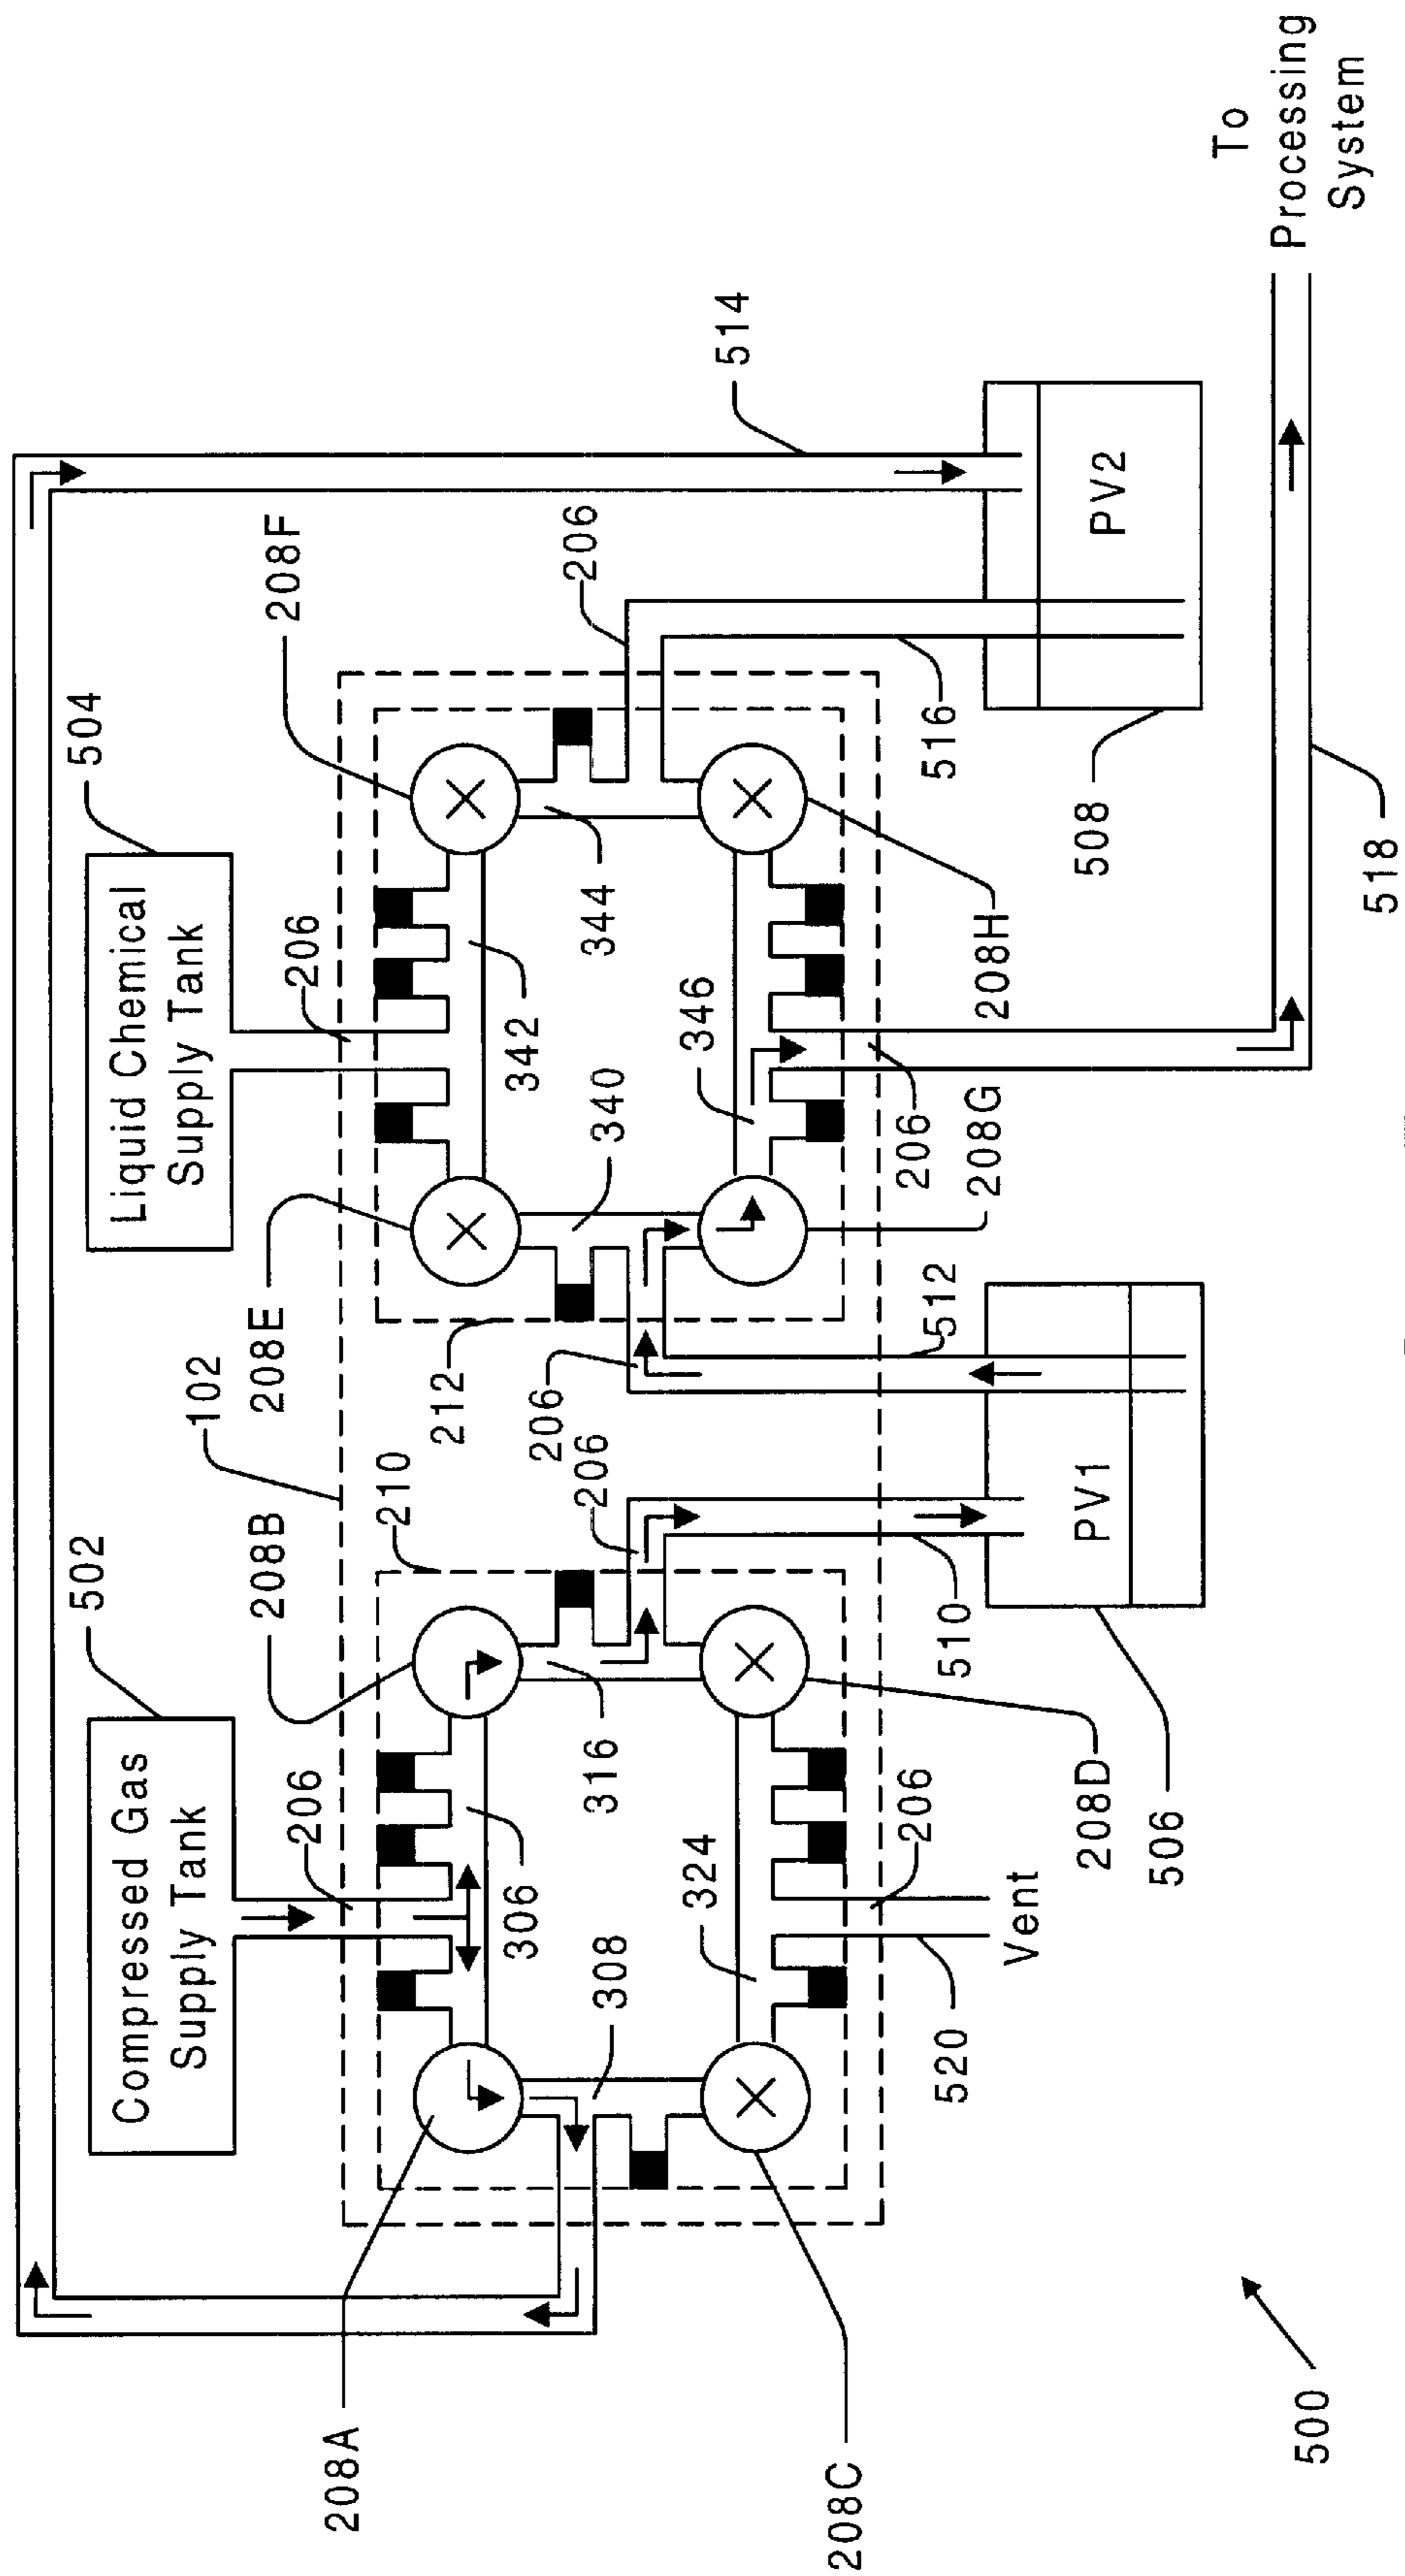 502
504
Compressed Gas
Supply Tank
Liquid Chemical
Supply Tank
208A
208B
102
208E
208F
206
206
210
212
206
514
306
342
308
316
206
206
340
344
324
346
208C
520
206
208D
510
512
206
208G
208H
516
Vent
PV1
PV2
506
508
To
Processing
System
518
500